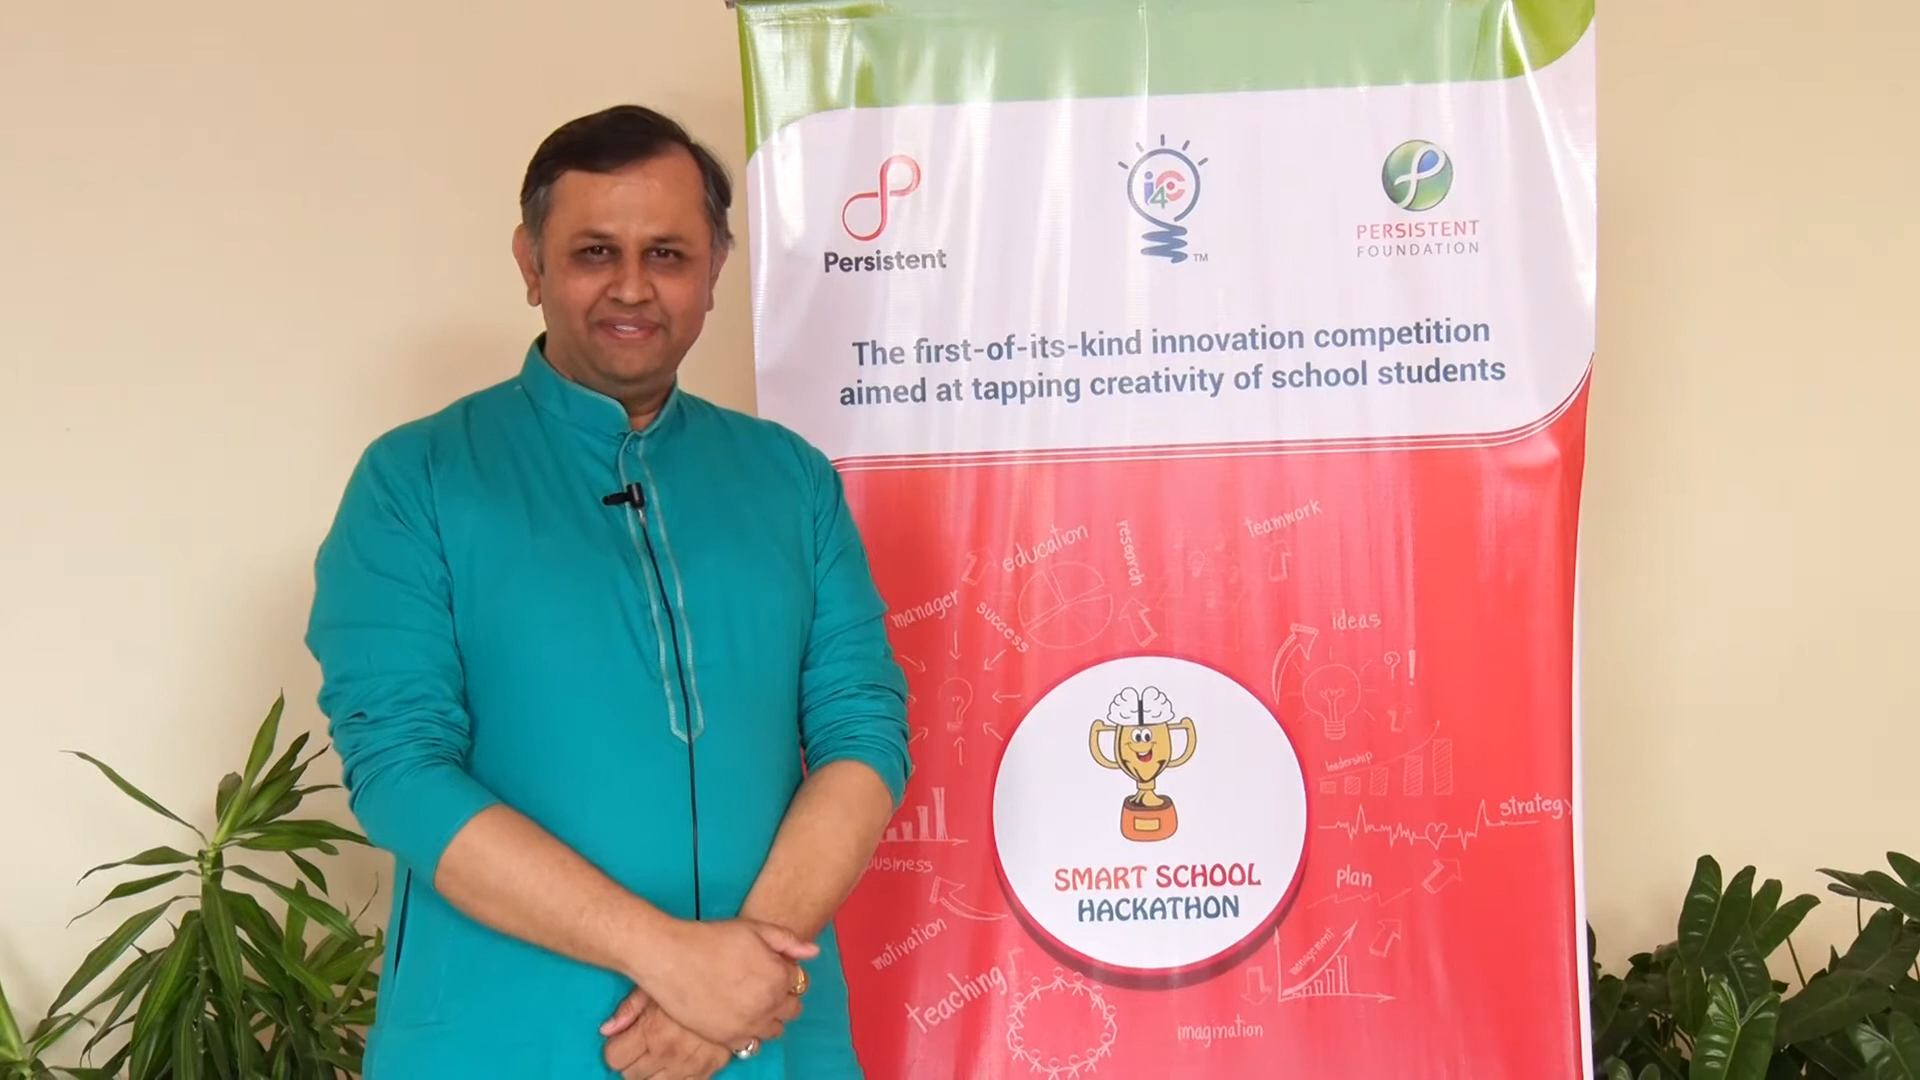 Persistent
i4C
TM
PERSISTENT
FOUNDATION
The first-of-its-kind innovation competition
aimed at tapping creativity of school students
education
research
teamwork
manager
success
ideas
? !
leadership
strategy
business
plan
motivation
management
teaching
imagination
SMART SCHOOL
HACKATHON